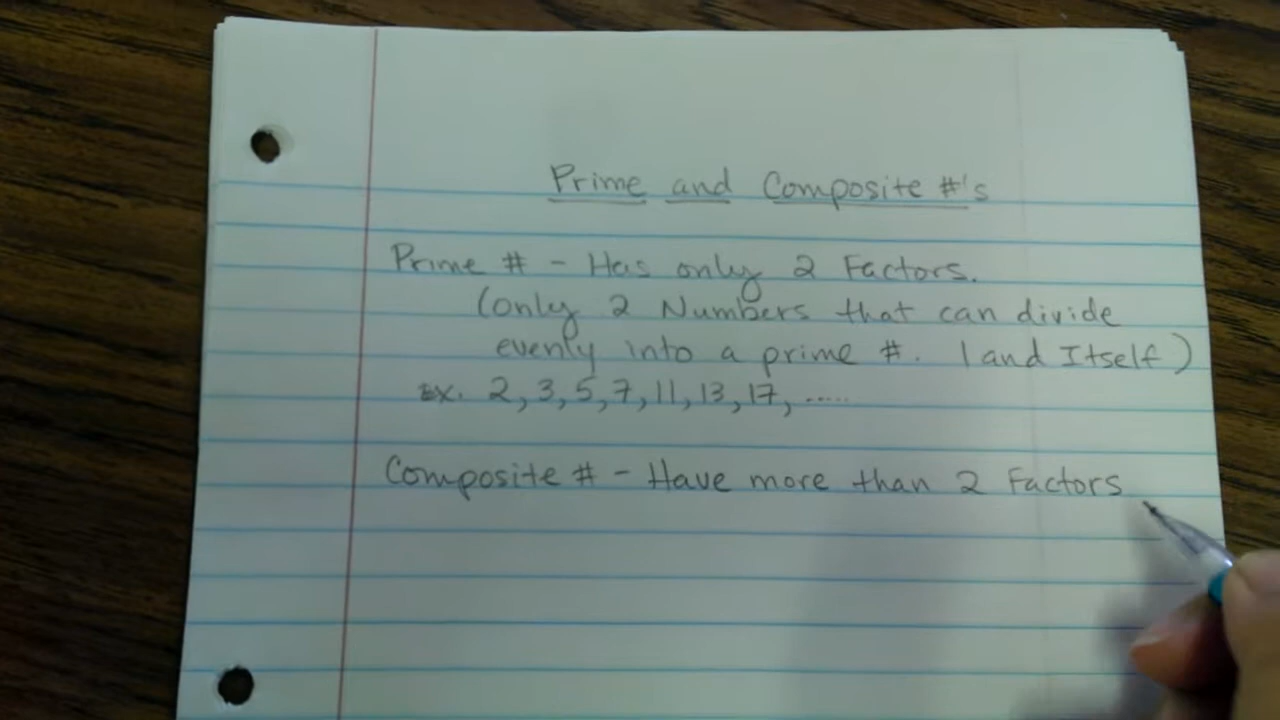 Prime and Composite #'s
Prime # - Has only 2 Factors.
(only 2 Numbers that can divide
evenly into a prime #. 1 and Itself)
Ex. 2, 3, 5, 7, 11, 13, 17, .....
Composite # - Have more than 2 Factors